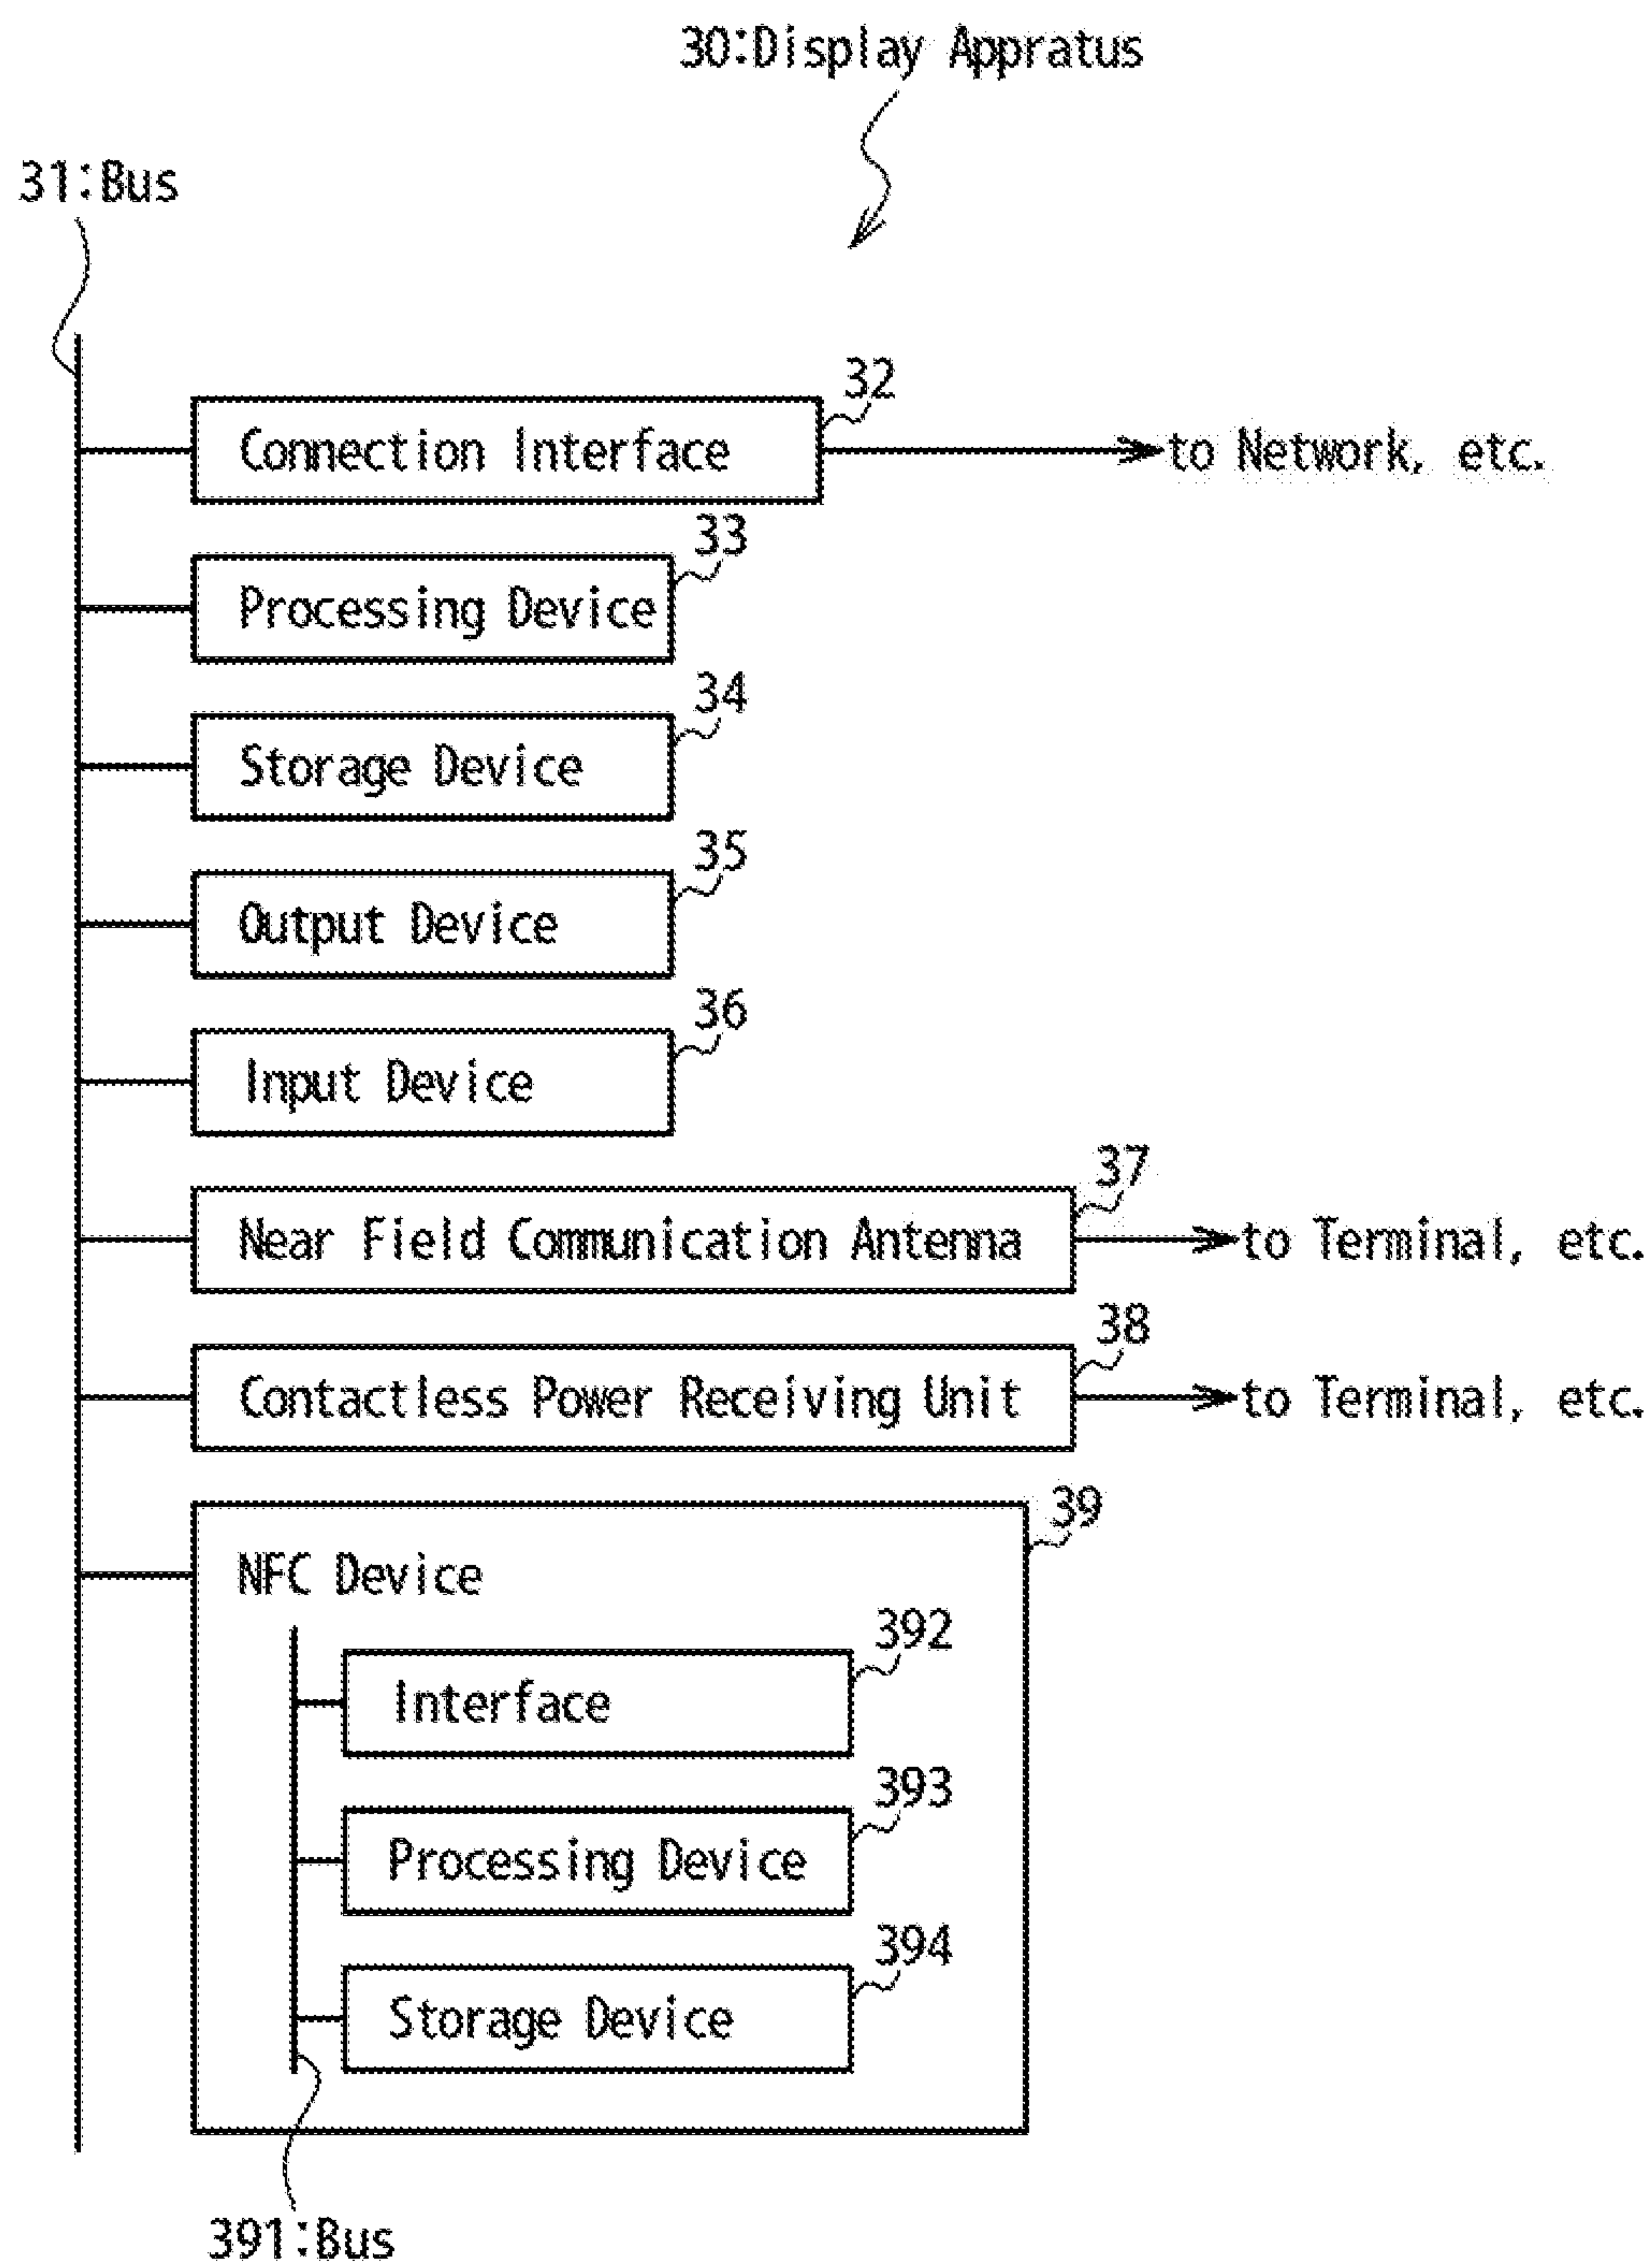 30:Display Appratus
31:Bus
32
Connection Interface
to Network, etc.
33
Processing Device
34
Storage Device
35
Output Device
36
Input Device
37
Near Field Communication Antenna
to Terminal, etc.
38
Contactless Power Receiving Unit
to Terminal, etc.
39
NFC Device
392
Interface
393
Processing Device
394
Storage Device
391:Bus